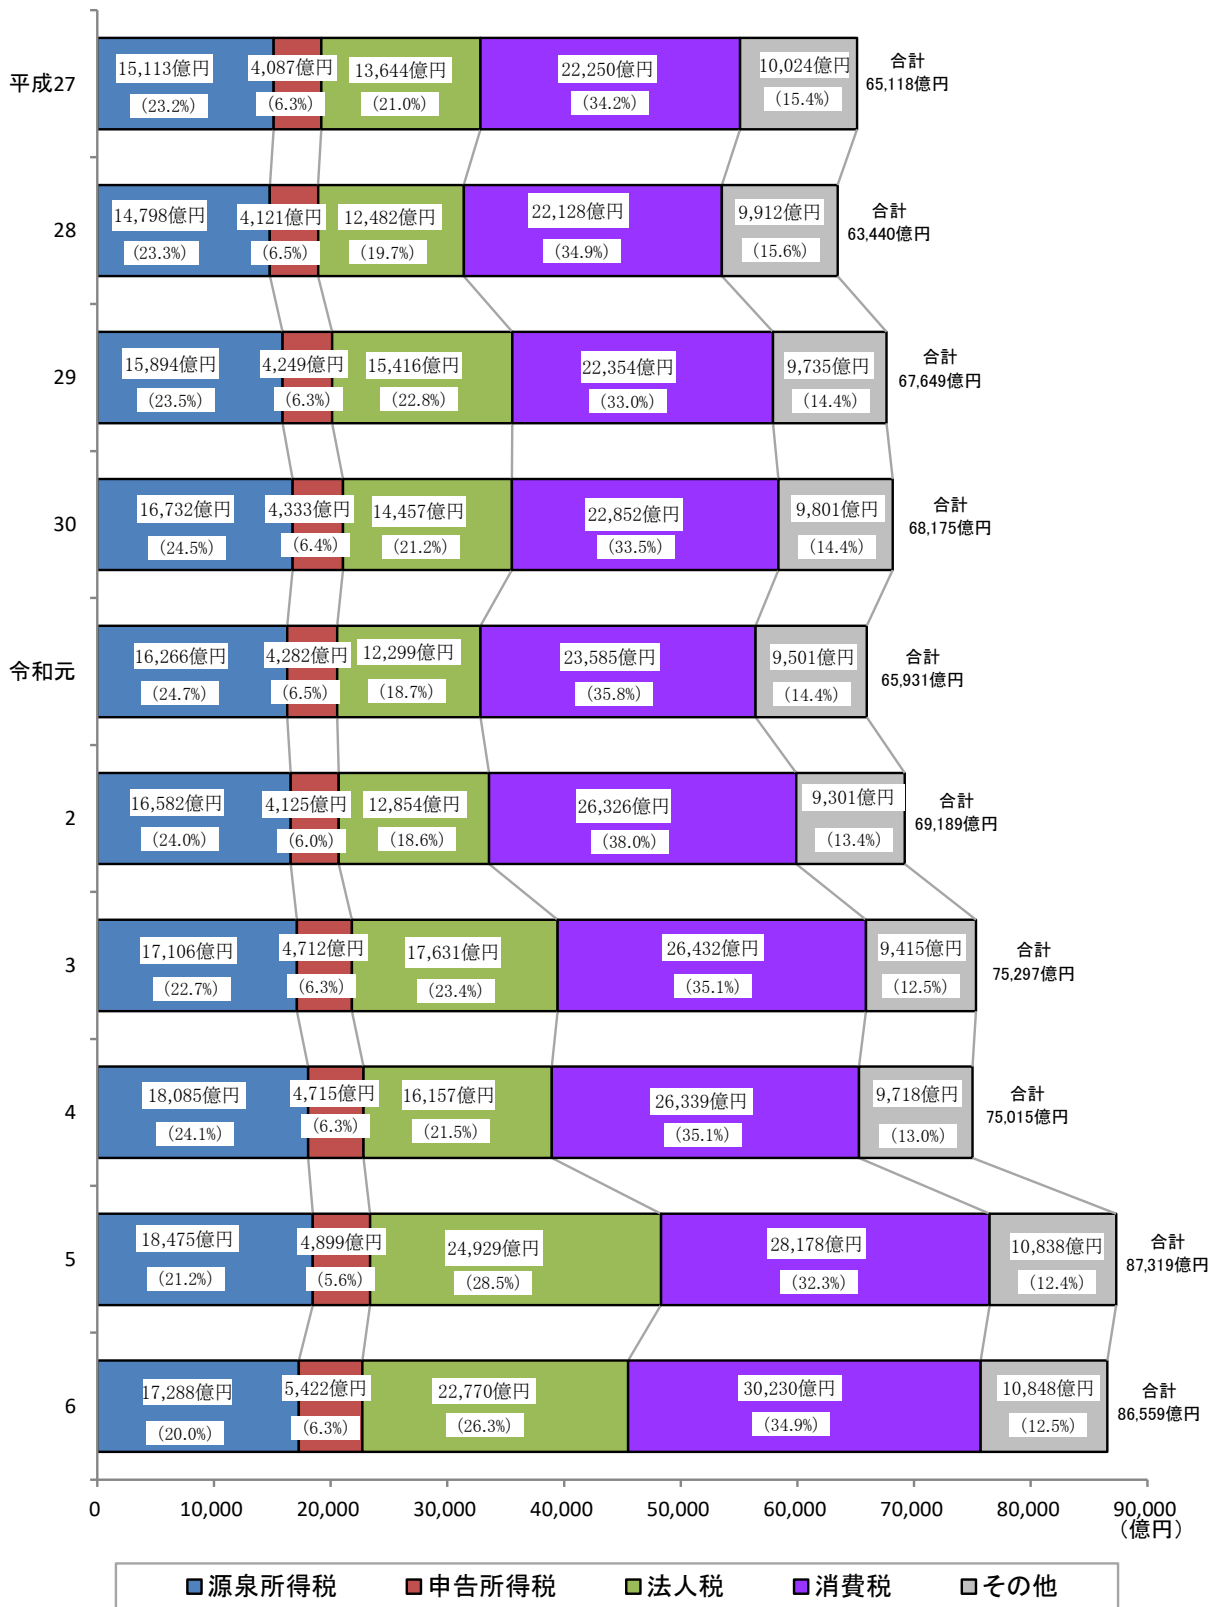 平成27
15,113億円
4,087億円
13,644億円
22,250億円
10,024億円
合計
65,118億円
(23.2%)
(6.3%)
(21.0%)
(34.2%)
(15.4%)
28
14,798億円
4,121億円
12,482億円
22,128億円
9,912億円
合計
63,440億円
(23.3%)
(6.5%)
(19.7%)
(34.9%)
(15.6%)
29
15,894億円
4,249億円
15,416億円
22,354億円
9,735億円
合計
67,649億円
(23.5%)
(6.3%)
(22.8%)
(33.0%)
(14.4%)
30
16,732億円
4,333億円
14,457億円
22,852億円
9,801億円
合計
68,175億円
(24.5%)
(6.4%)
(21.2%)
(33.5%)
(14.4%)
令和元
16,266億円
4,282億円
12,299億円
23,585億円
9,501億円
合計
65,931億円
(24.7%)
(6.5%)
(18.7%)
(35.8%)
(14.4%)
2
16,582億円
4,125億円
12,854億円
26,326億円
9,301億円
合計
69,189億円
(24.0%)
(6.0%)
(18.6%)
(38.0%)
(13.4%)
3
17,106億円
4,712億円
17,631億円
26,432億円
9,415億円
合計
75,297億円
(22.7%)
(6.3%)
(23.4%)
(35.1%)
(12.5%)
4
18,085億円
4,715億円
16,157億円
26,339億円
9,718億円
合計
75,015億円
(24.1%)
(6.3%)
(21.5%)
(35.1%)
(13.0%)
5
18,475億円
4,899億円
24,929億円
28,178億円
10,838億円
合計
87,319億円
(21.2%)
(5.6%)
(28.5%)
(32.3%)
(12.4%)
6
17,288億円
5,422億円
22,770億円
30,230億円
10,848億円
合計
86,559億円
(20.0%)
(6.3%)
(26.3%)
(34.9%)
(12.5%)
0 10,000 20,000 30,000 40,000 50,000 60,000 70,000 80,000 90,000
(億円)
源泉所得税 申告所得税 法人税 消費税 その他